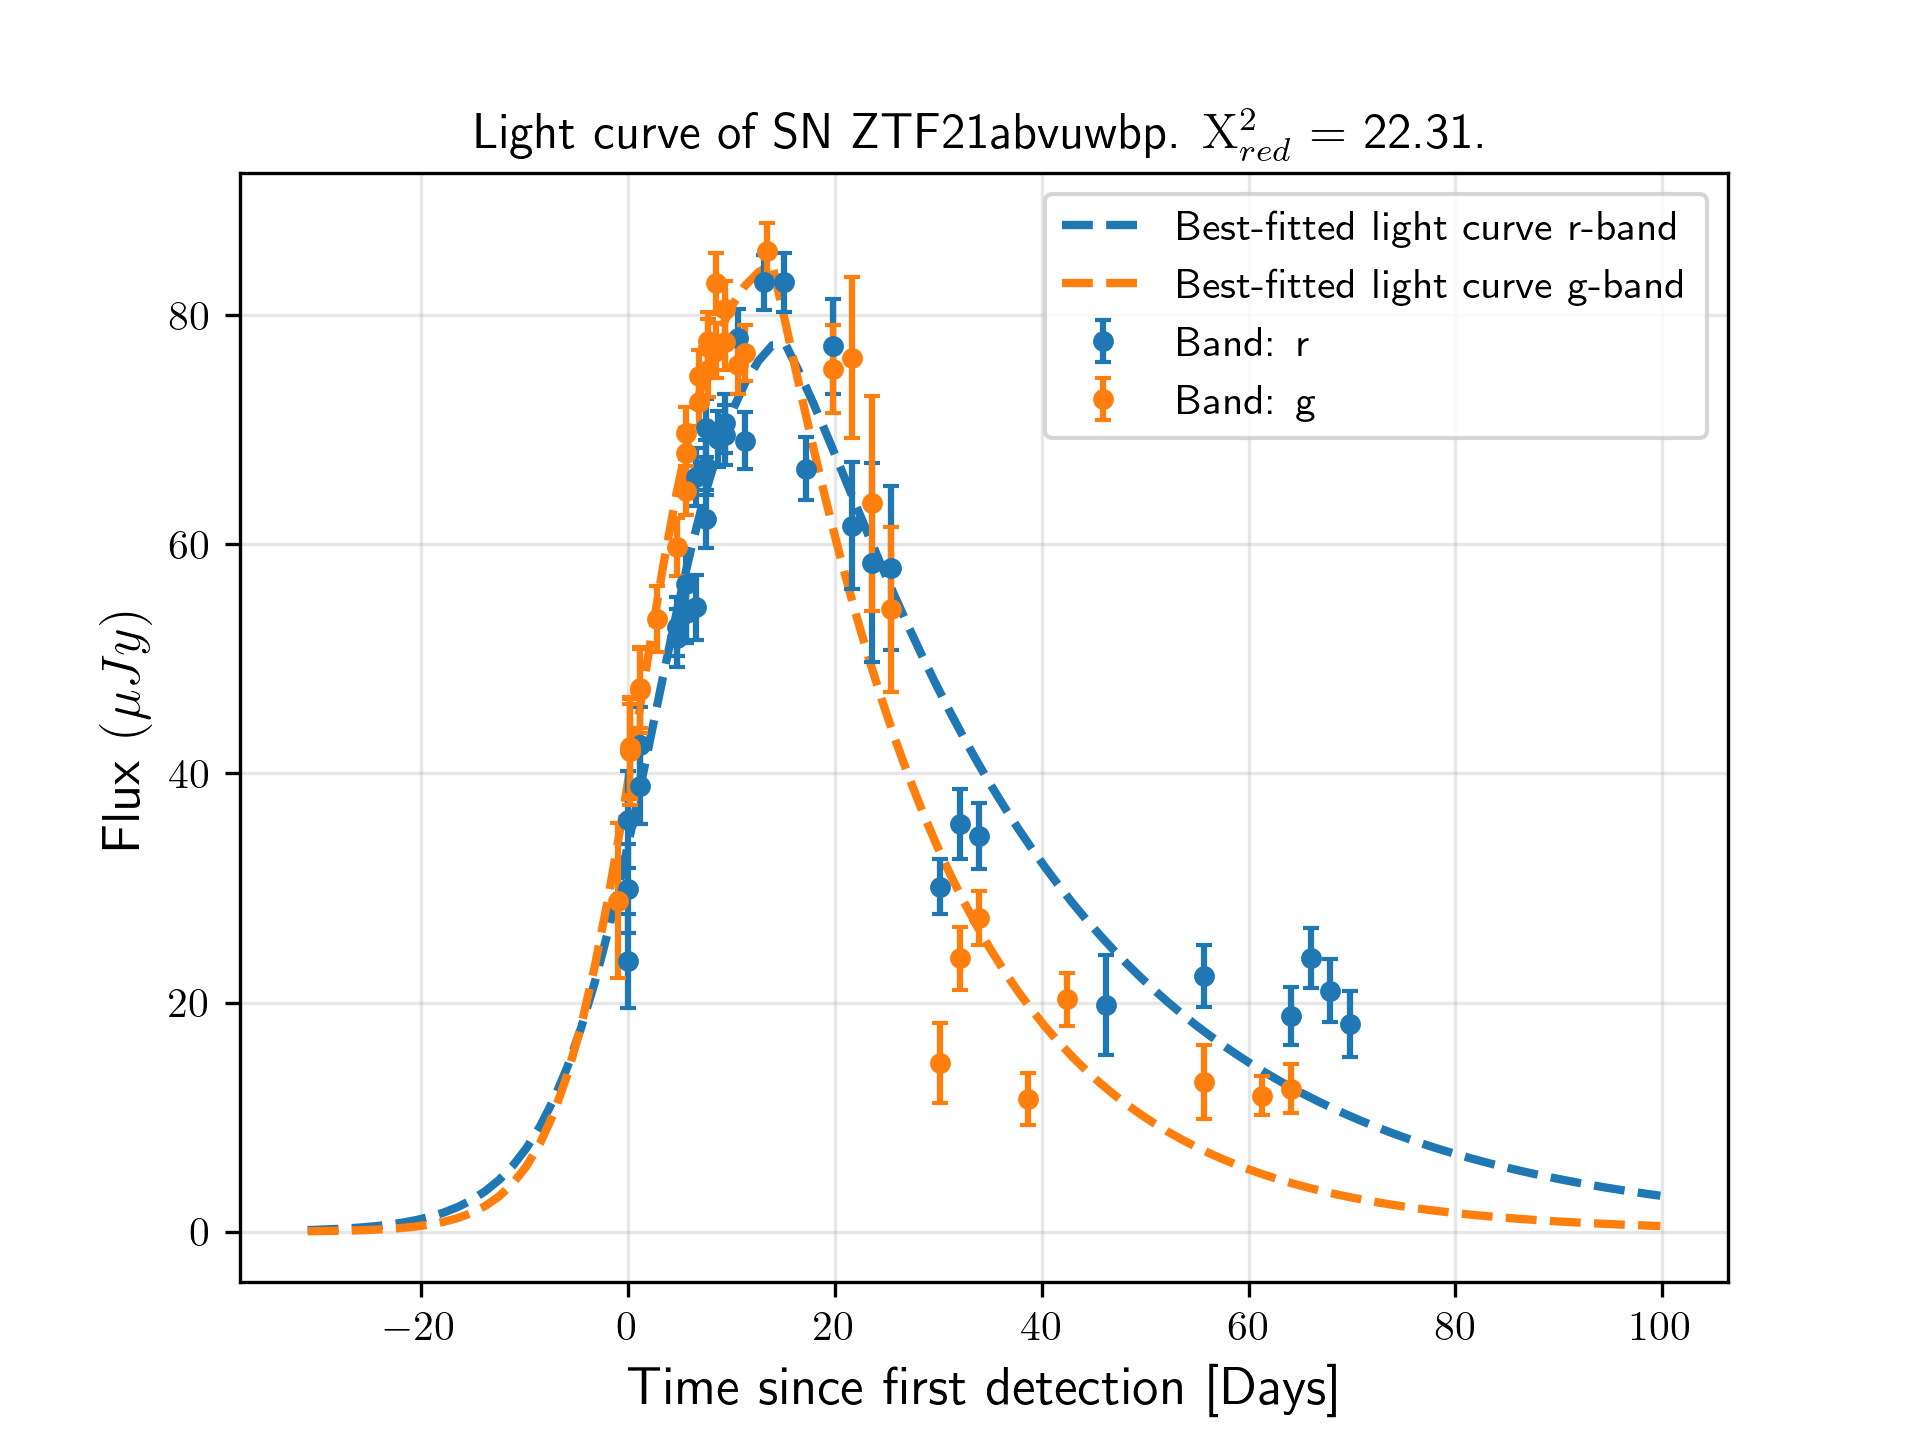 Light curve of SN ZTF21abvuwbp. X²_red = 22.31.
Best-fitted light curve r-band
Best-fitted light curve g-band
Band: r
Band: g
Flux (μJy)
80
60
40
20
0
−20 0 20 40 60 80 100
Time since first detection [Days]